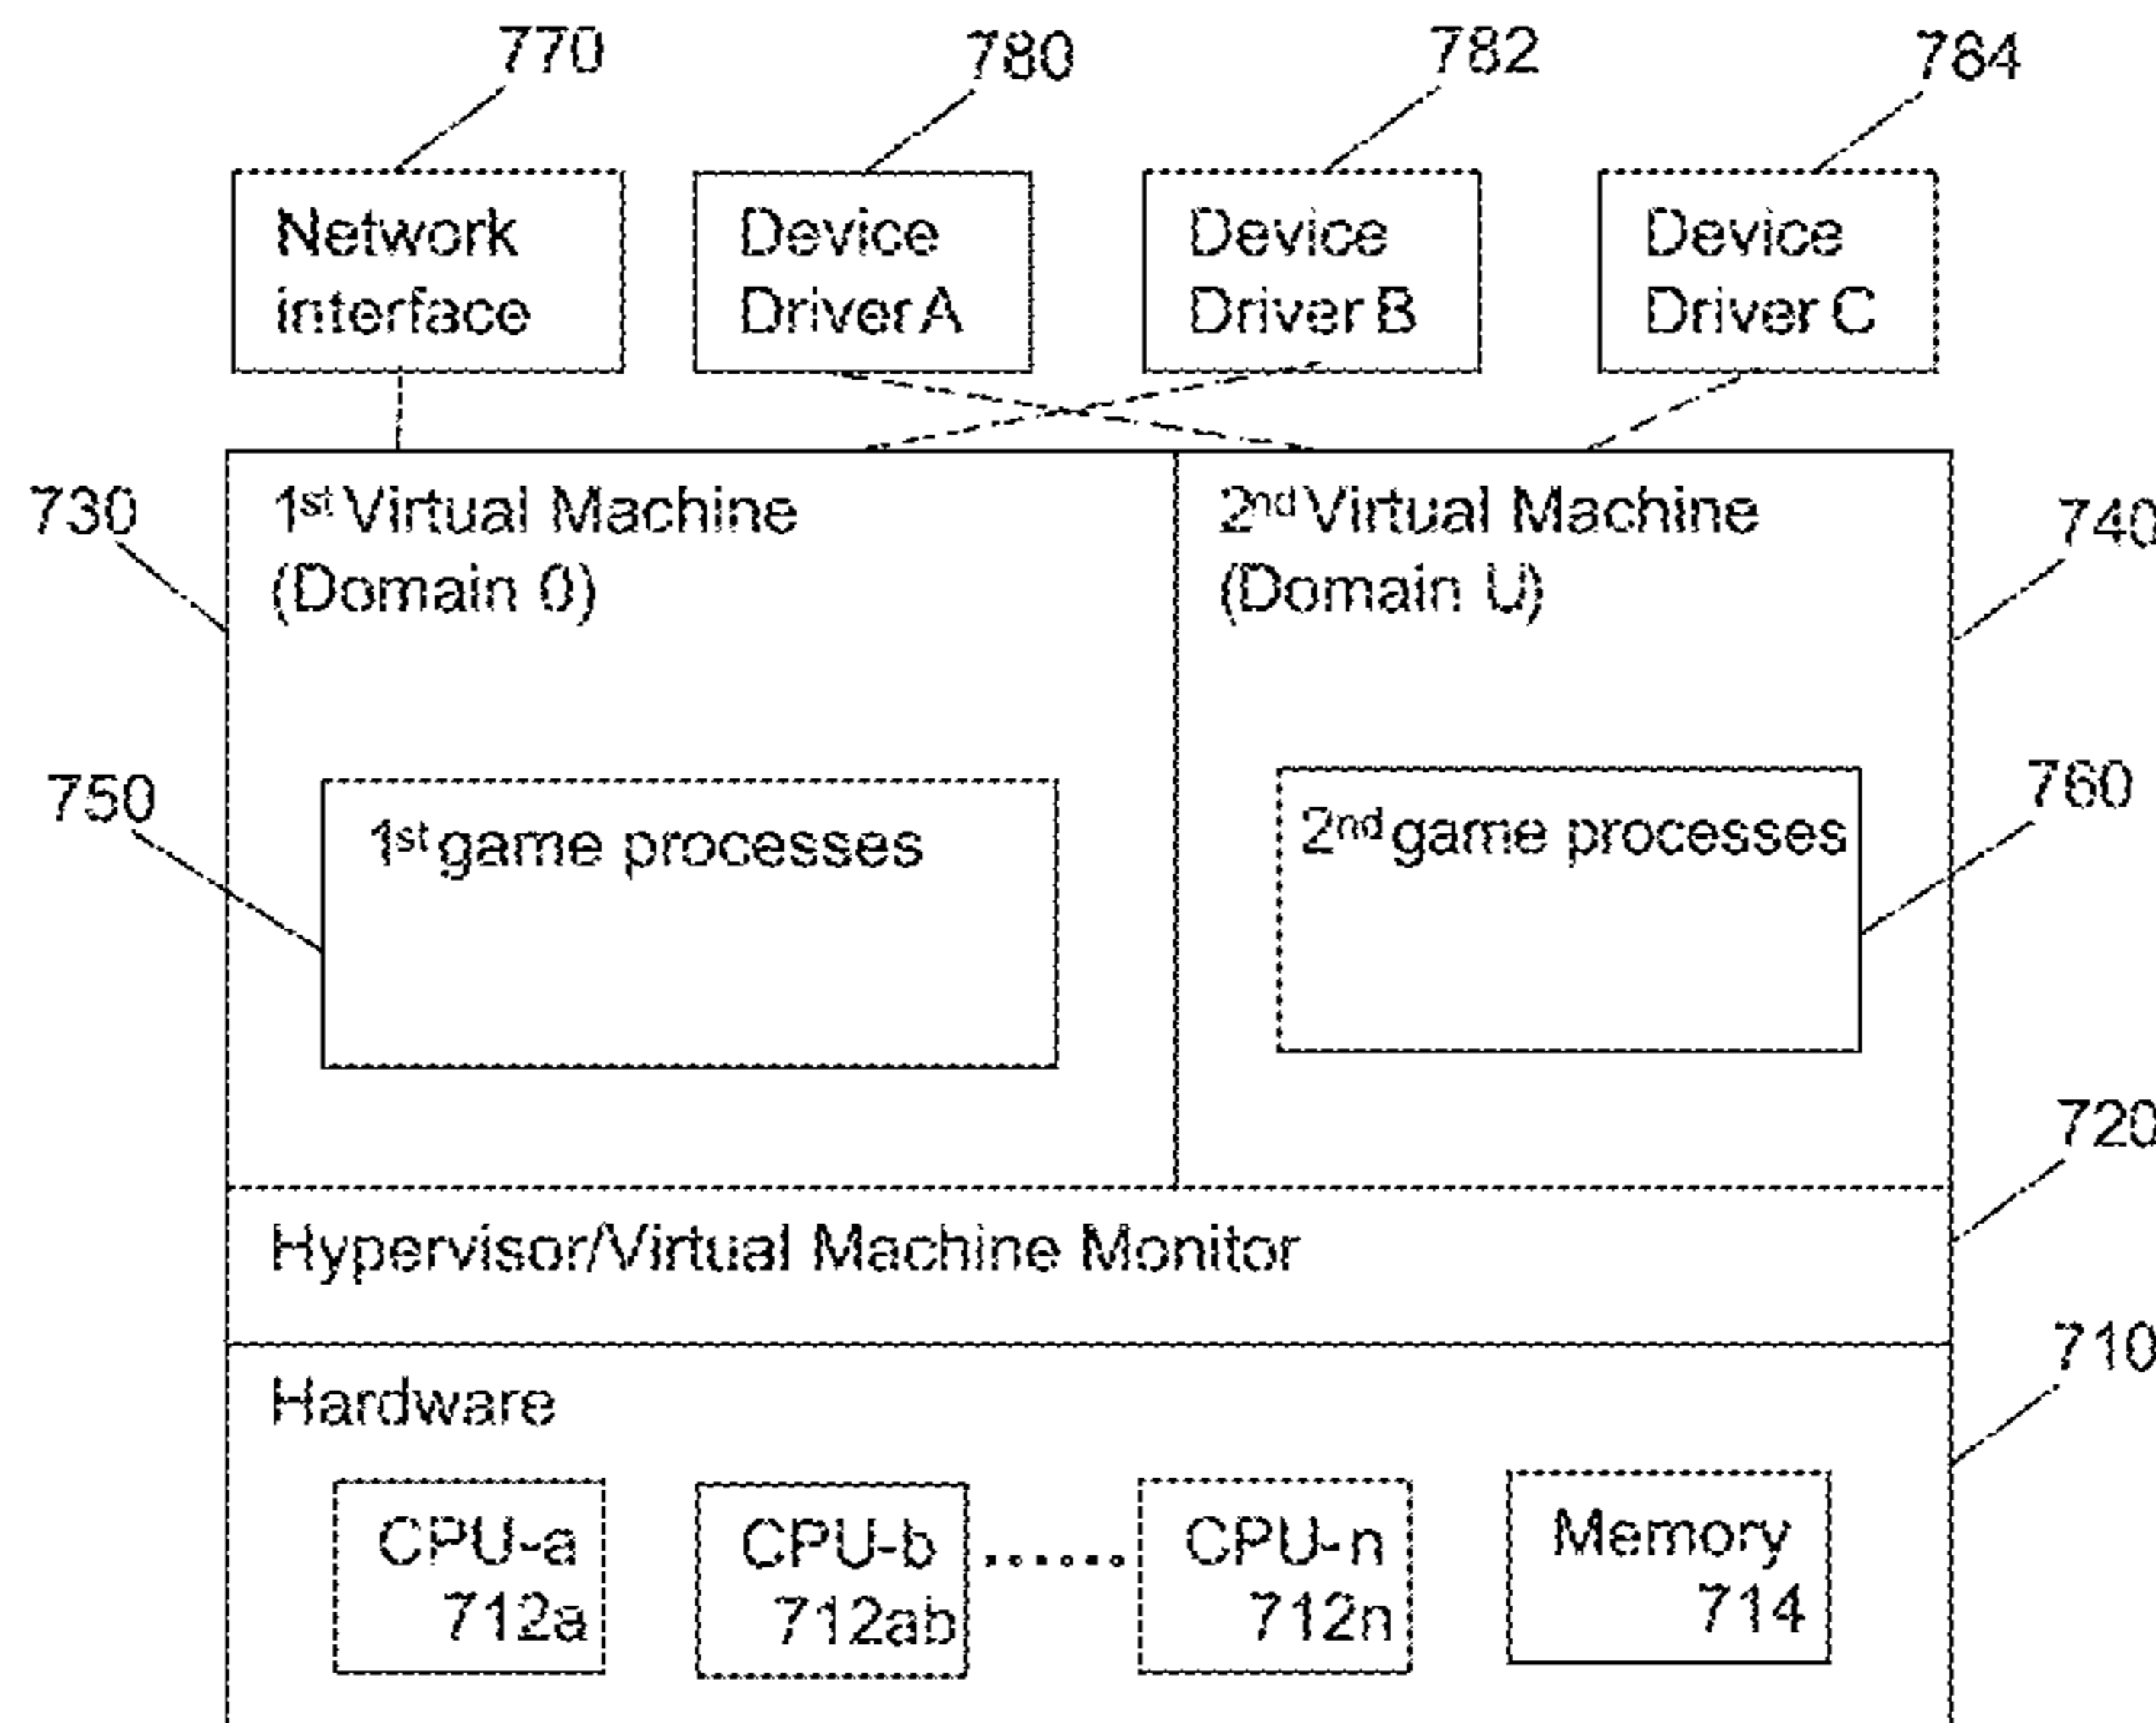 770
780
782
784
Network
interface
Device
Driver A
Device
Driver B
Device
Driver C
730
1st Virtual Machine
(Domain 0)
2nd Virtual Machine
(Domain U)
740
750
1st game processes
2nd game processes
760
720
Hypervisor/Virtual Machine Monitor
710
Hardware
CPU-a
712a
CPU-b
712ab
......
CPU-n
712n
Memory
714